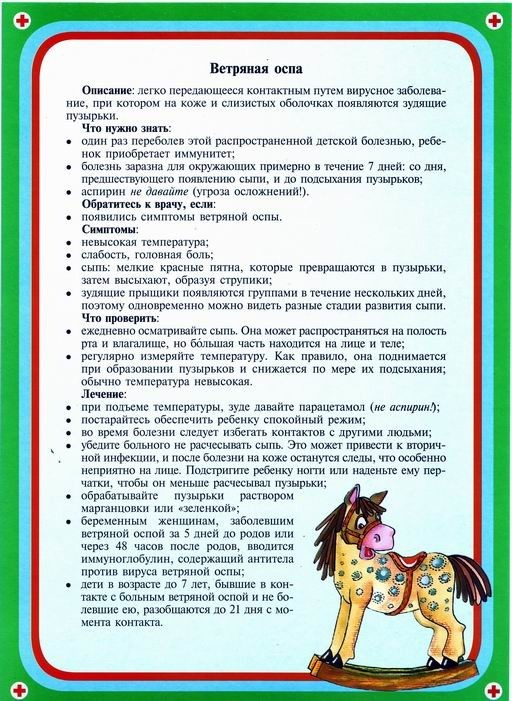 Ветряная оспа
Описание: легко передающееся контактным путем вирусное заболева-
ние, при котором на коже и слизистых оболочках появляются зудящие
пузырьки.
Что нужно знать:
• один раз переболев этой распространенной детской болезнью, ребе-
нок приобретает иммунитет;
• болезнь заразна для окружающих примерно в течение 7 дней: со дня,
предшествующего появлению сыпи, и до подсыхания пузырьков;
• аспирин не давайте (угроза осложнений!).
Обратитесь к врачу, если:
• появились симптомы ветряной оспы.
Симптомы:
• невысокая температура;
• слабость, головная боль;
• сыпь: мелкие красные пятна, которые превращаются в пузырьки,
затем высыхают, образуя струпики;
• зудящие прыщики появляются группами в течение нескольких дней,
поэтому одновременно можно видеть разные стадии развития сыпи.
Что проверить:
• ежедневно осматривайте сыпь. Она может распространяться на полость
рта и влагалище, но бóльшая часть находится на лице и теле;
• регулярно измеряйте температуру. Как правило, она поднимается
при образовании пузырьков и снижается по мере их подсыхания;
обычно температура невысокая.
Лечение:
• при подъеме температуры, зуде давайте парацетамол (не аспирин!);
• постарайтесь обеспечить ребенку спокойный режим;
• во время болезни следует избегать контактов с другими людьми;
• убедите больного не расчесывать сыпь. Это может привести к вторич-
ной инфекции, и после болезни на коже останутся следы, что особенно
неприятно на лице. Подстригите ребенку ногти или наденьте ему пер-
чатки, чтобы он меньше расчесывал пузырьки;
• обрабатывайте пузырьки раствором
марганцовки или «зеленкой»;
• беременным женщинам, заболевшим
ветряной оспой за 5 дней до родов или
через 48 часов после родов, вводится
иммуноглобулин, содержащий антитела
против вируса ветряной оспы;
• дети в возрасте до 7 лет, бывшие в кон-
такте с больным ветряной оспой и не бо-
левшие ею, разобщаются до 21 дня с мо-
мента контакта.